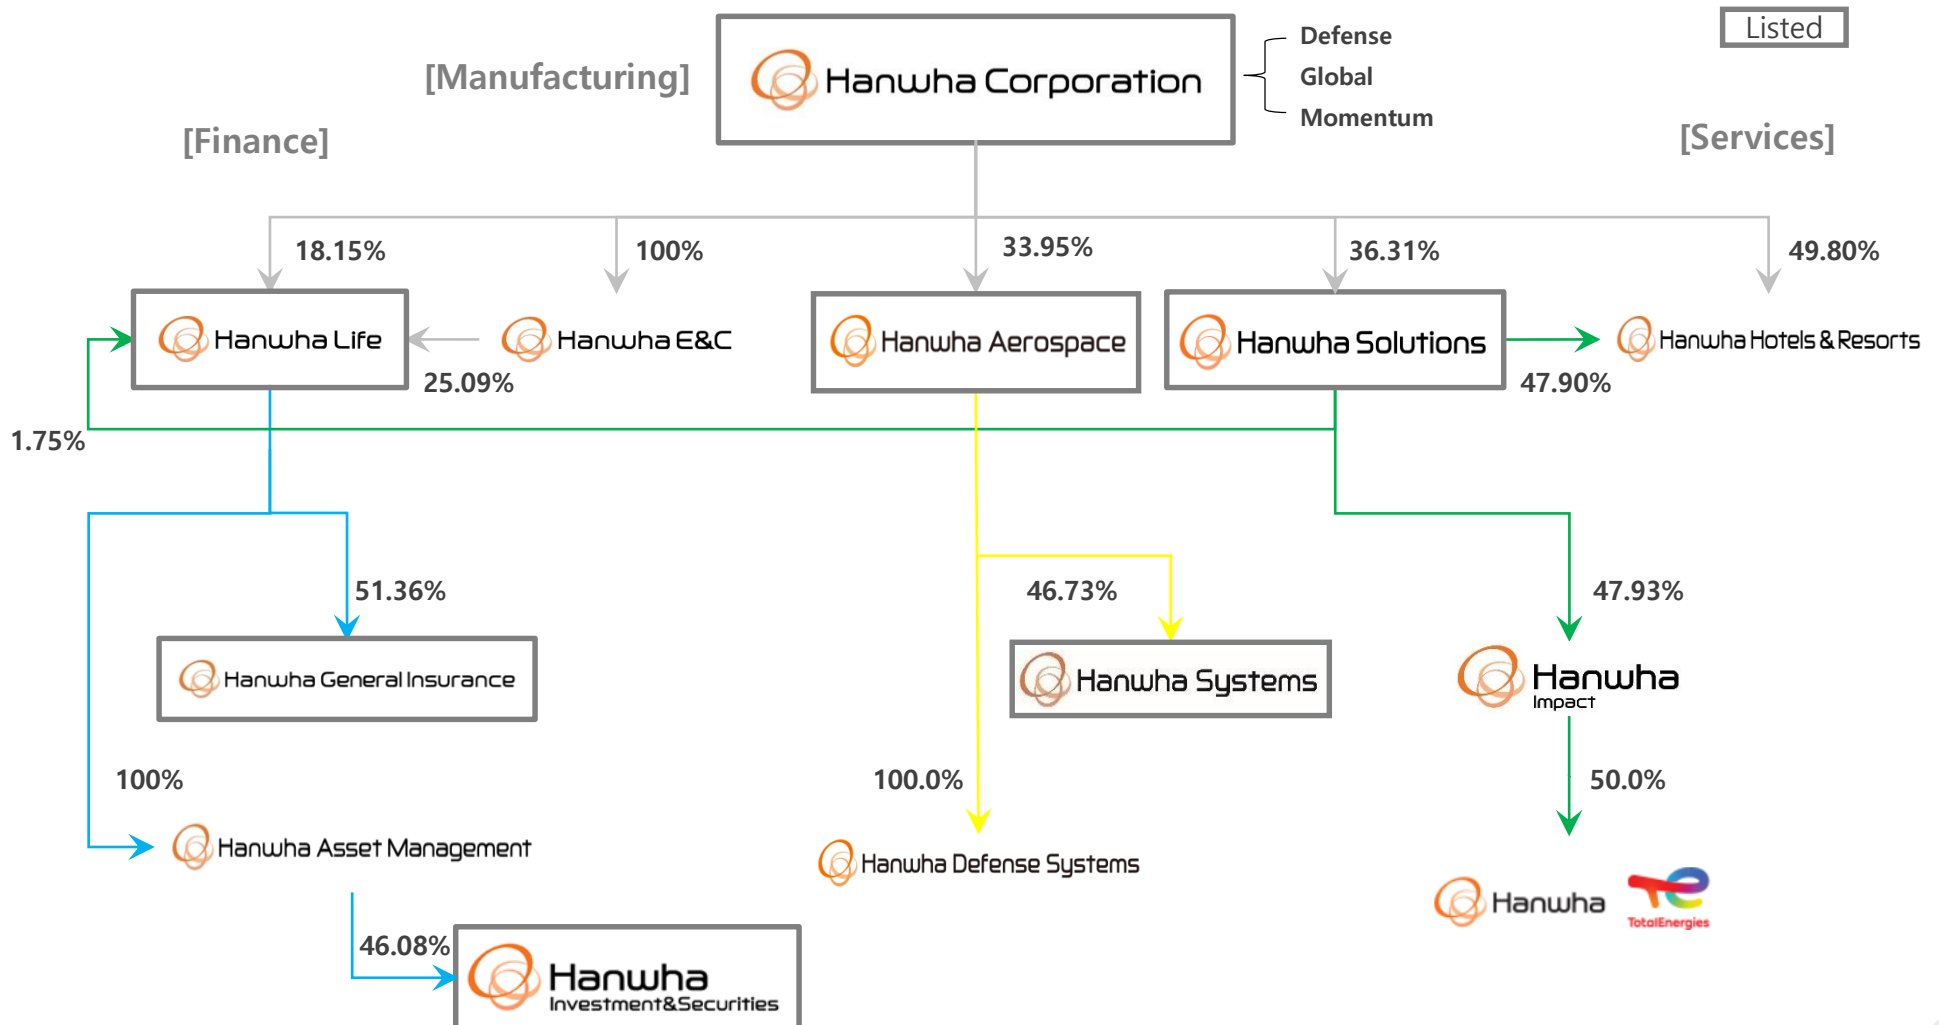 Listed
Hanwha Corporation
Defense
Global
Momentum
[Manufacturing]
[Finance]
[Services]
18.15%
100%
33.95%
36.31%
49.80%
Hanwha Life
Hanwha E&C
Hanwha Aerospace
Hanwha Solutions
Hanwha Hotels & Resorts
25.09%
47.90%
1.75%
51.36%
46.73%
47.93%
Hanwha General Insurance
Hanwha Systems
Hanwha
Impact
100%
100.0%
50.0%
Hanwha Asset Management
Hanwha Defense Systems
Hanwha
TotalEnergies
46.08%
Hanwha
Investment&Securities